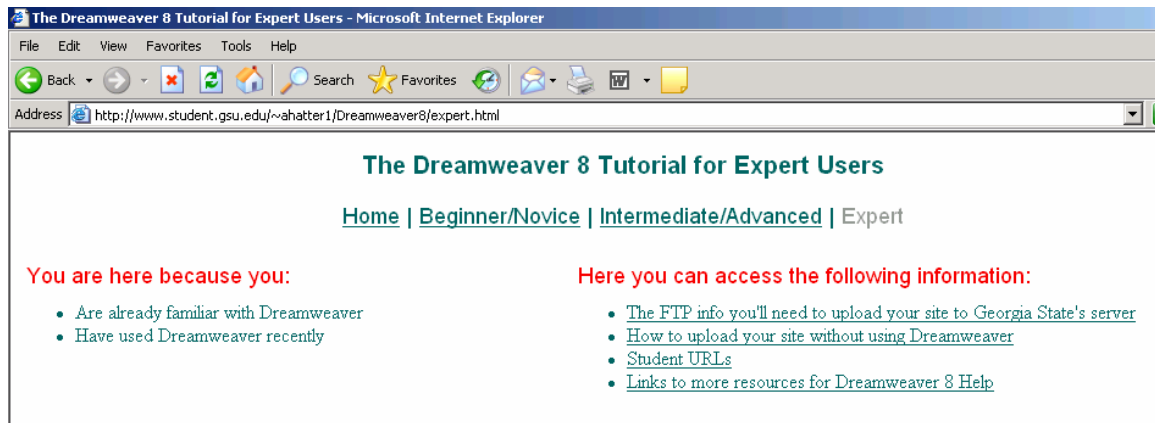 The Dreamweaver 8 Tutorial for Expert Users - Microsoft Internet Explorer
File Edit View Favorites Tools Help
Back Search Favorites
Address http://www.student.gsu.edu/~ahatter1/Dreamweaver8/expert.html
The Dreamweaver 8 Tutorial for Expert Users
Home | Beginner/Novice | Intermediate/Advanced | Expert
You are here because you:
• Are already familiar with Dreamweaver
• Have used Dreamweaver recently
Here you can access the following information:
• The FTP info you'll need to upload your site to Georgia State's server
• How to upload your site without using Dreamweaver
• Student URLs
• Links to more resources for Dreamweaver 8 Help